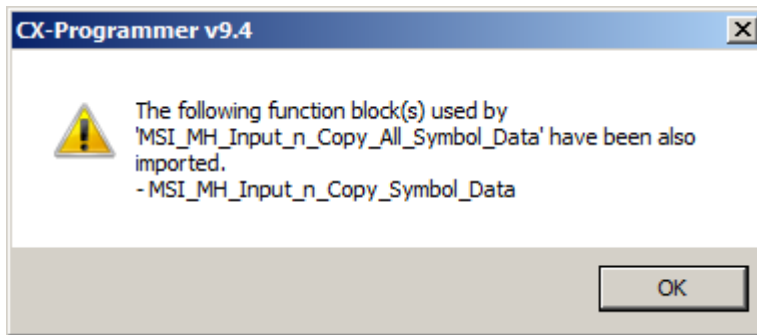 CX-Programmer v9.4
The following function block(s) used by
'MSI_MH_Input_n_Copy_All_Symbol_Data' have been also
imported.
- MSI_MH_Input_n_Copy_Symbol_Data
OK